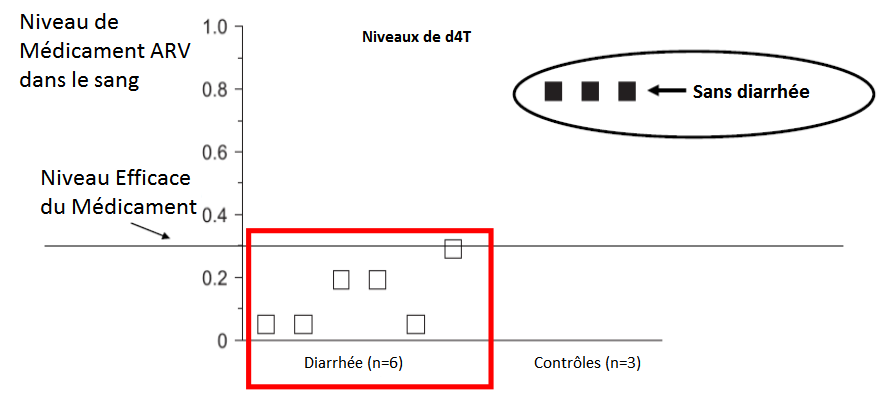 Niveau de
Médicament ARV
dans le sang
Niveaux de d4T
1.0
0.8
0.6
0.4
0.2
0
Sans diarrhée
Niveau Efficace
du Médicament
Diarrhée (n=6)
Contrôles (n=3)